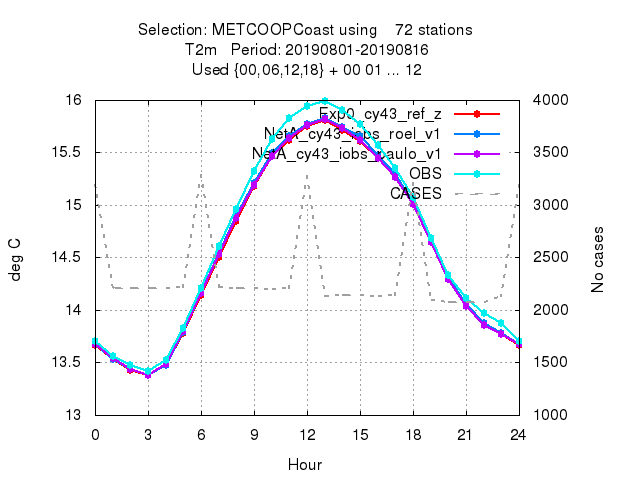 Selection: METCOOPCoast using 72 stations
T2m Period: 20190801-20190816
Used {00,06,12,18} + 00 01 ... 12
16 4000
Exp0_cy43_ref_z
NetA_cy43_iobs_roel_v1
15.5 NetA_cy43_iobs_paulo_v1 3500
OBS
CASES
15 3000
deg C
14.5 2500
No cases
14 2000
13.5 1500
13 1000
0 3 6 9 12 15 18 21 24
Hour